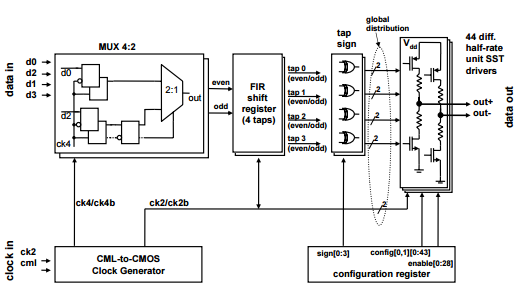 MUX 4:2
tap
sign
global
distribution
V dd
44 diff.
half-rate
unit SST
drivers
data in
d0
d2
d1
d3
d0
d2
ck4
2:1
out
even
odd
FIR
shift
register
(4 taps)
tap 0
(even/odd)
tap 1
(even/odd)
tap 2
(even/odd)
tap 3
(even/odd)
2
2
2
2
out+
out-
data out
ck4/ck4b
ck2/ck2b
2
clock in
ck2
cml
CML-to-CMOS
Clock Generator
sign[0:3]
config[0,1][0:43]
enable[0:28]
configuration register